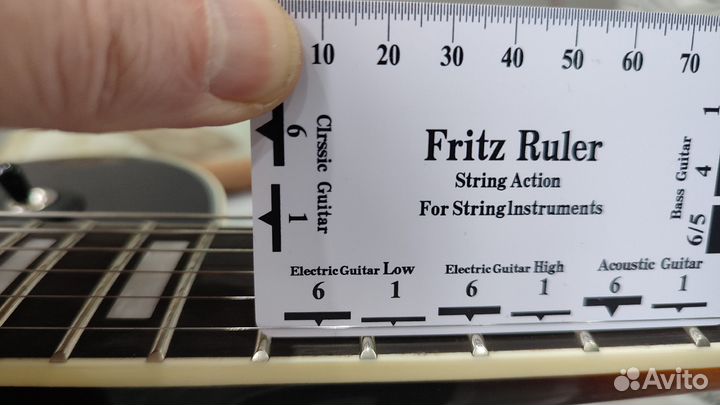 10 20 30 40 50 60 70
Fritz Ruler
String Action
For String Instruments
6 1
Clrssic Guitar
1 4 6/5
Bass Guitar
Electric Guitar Low
6 1
Electric Guitar High
6 1
Acoustic Guitar
6 1
Avito